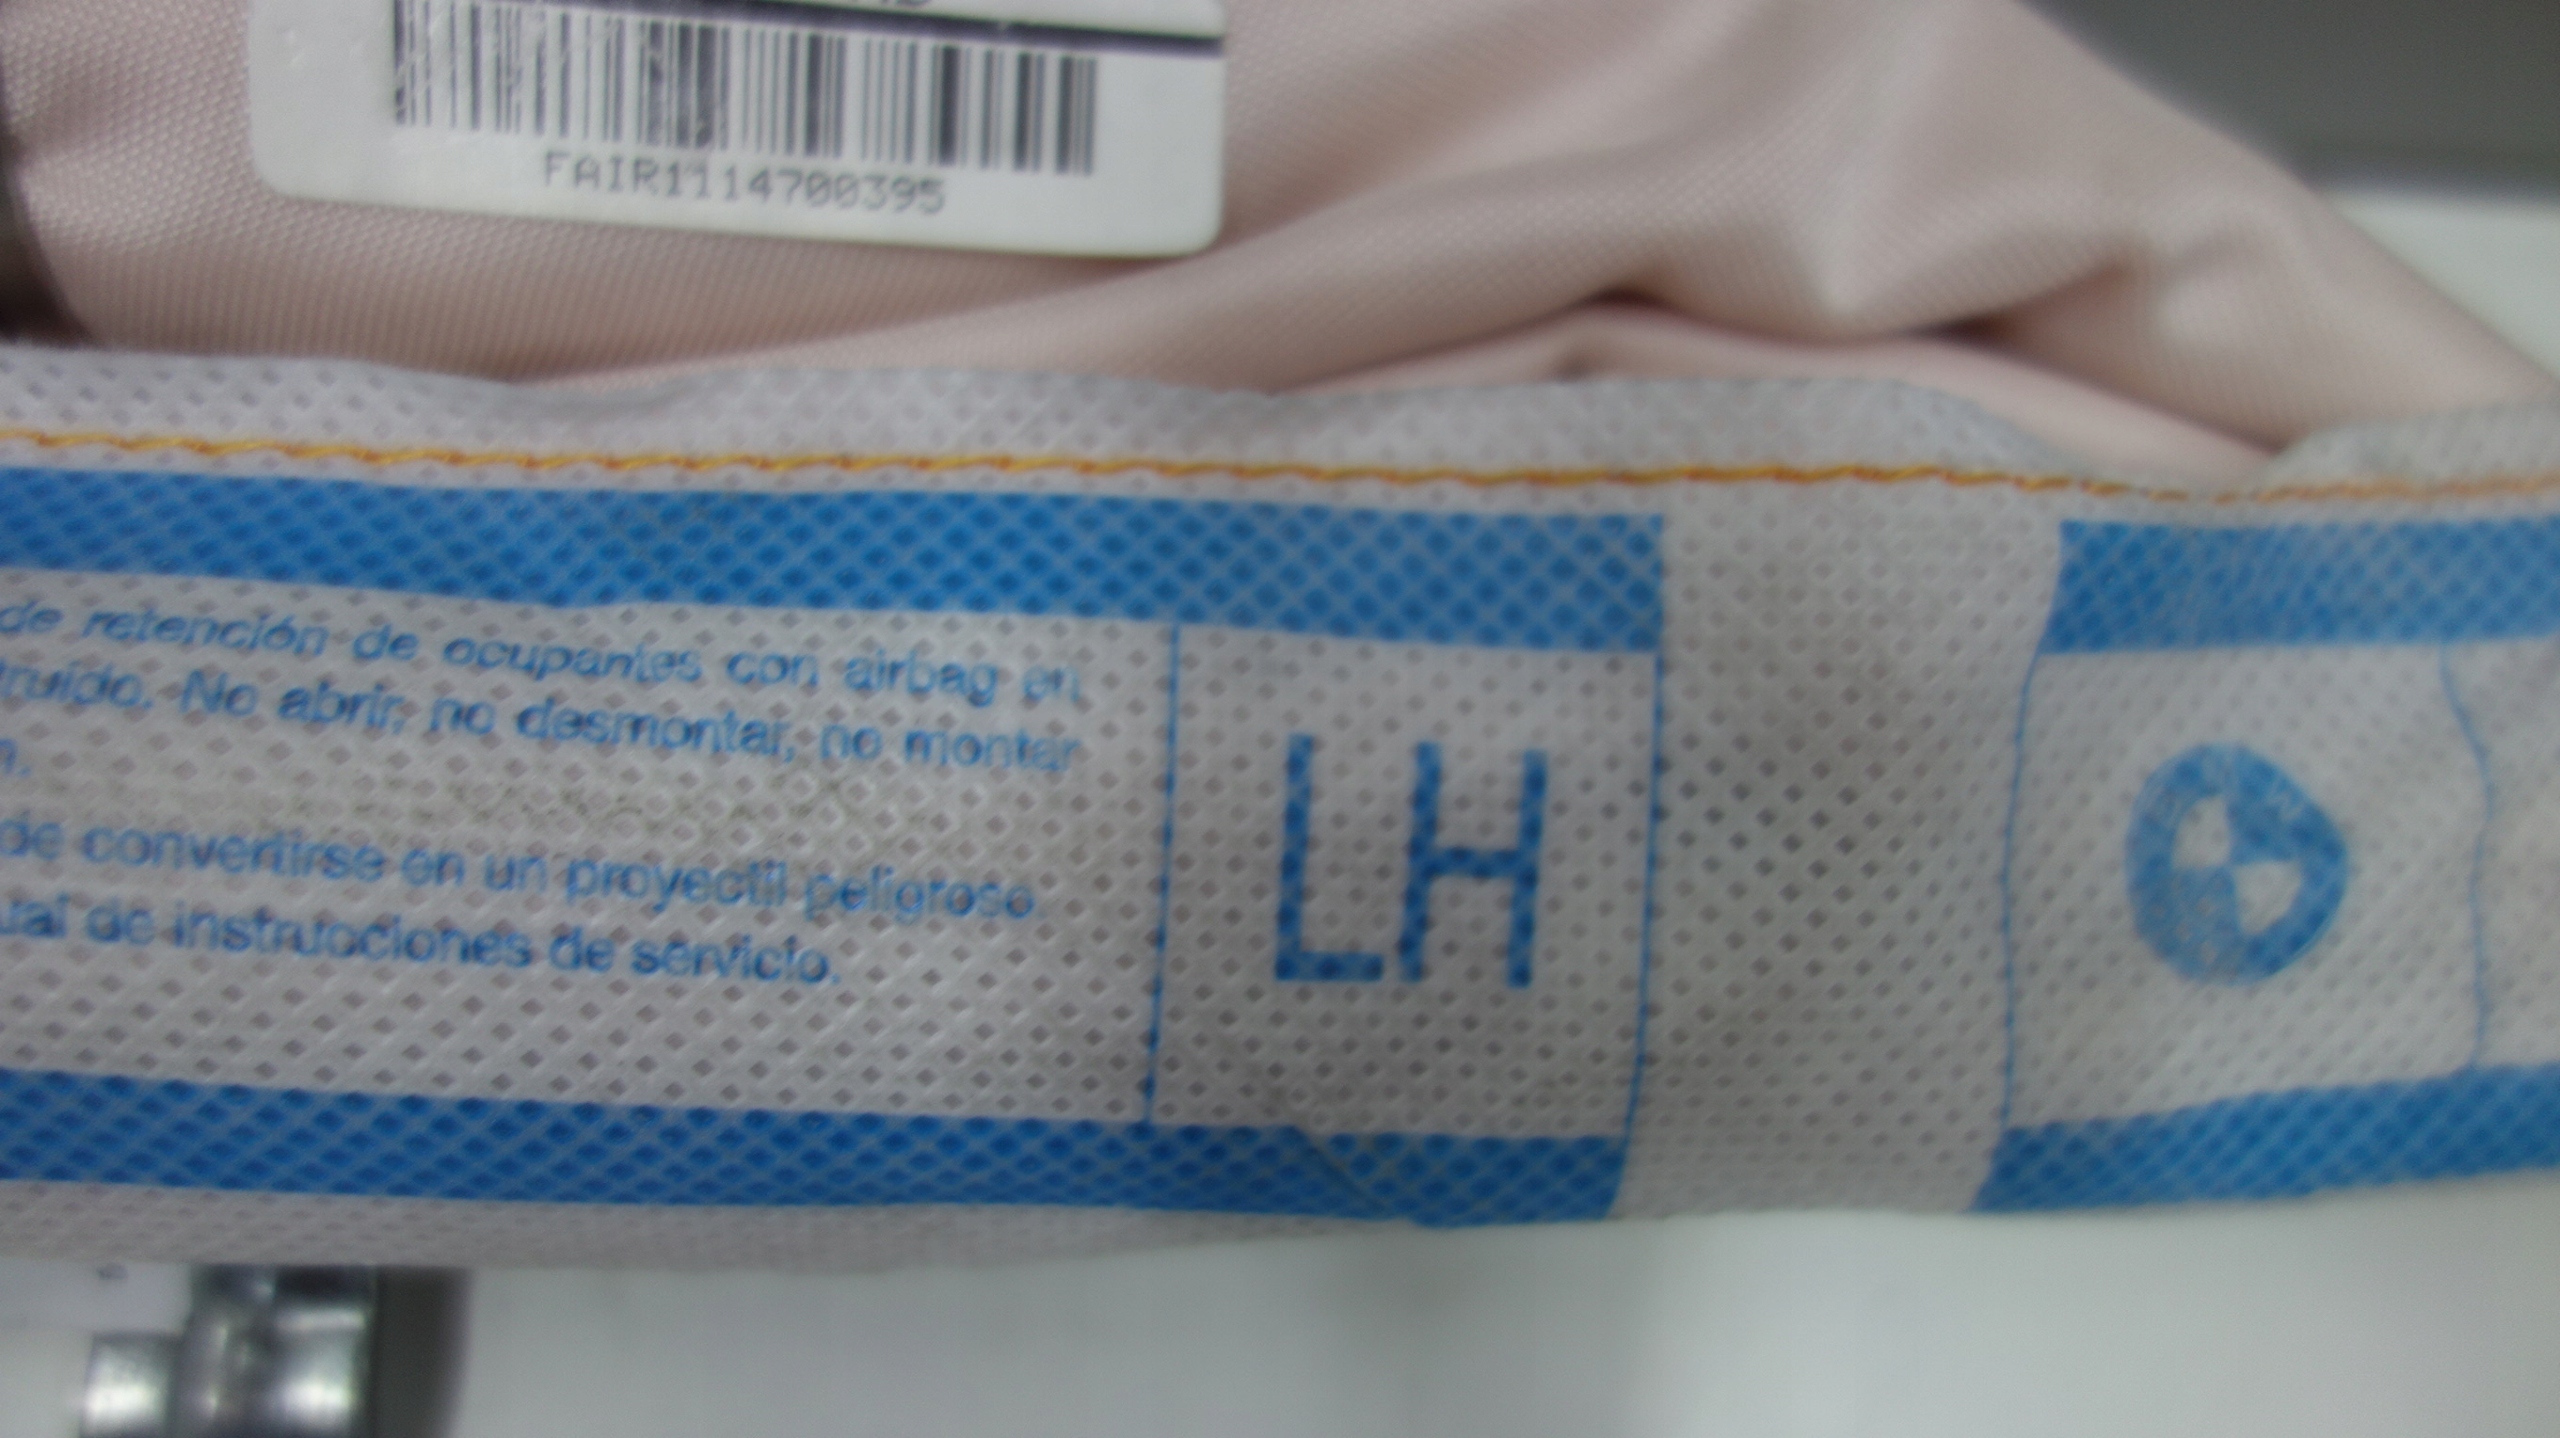 FAIR1114700395
de retención de ocupantes con airbag en
truido. No abrir, no desmontar, no montar
n.
de convertirse en un proyectil peligroso.
ual de instrucciones de servicio.
LH
BMW